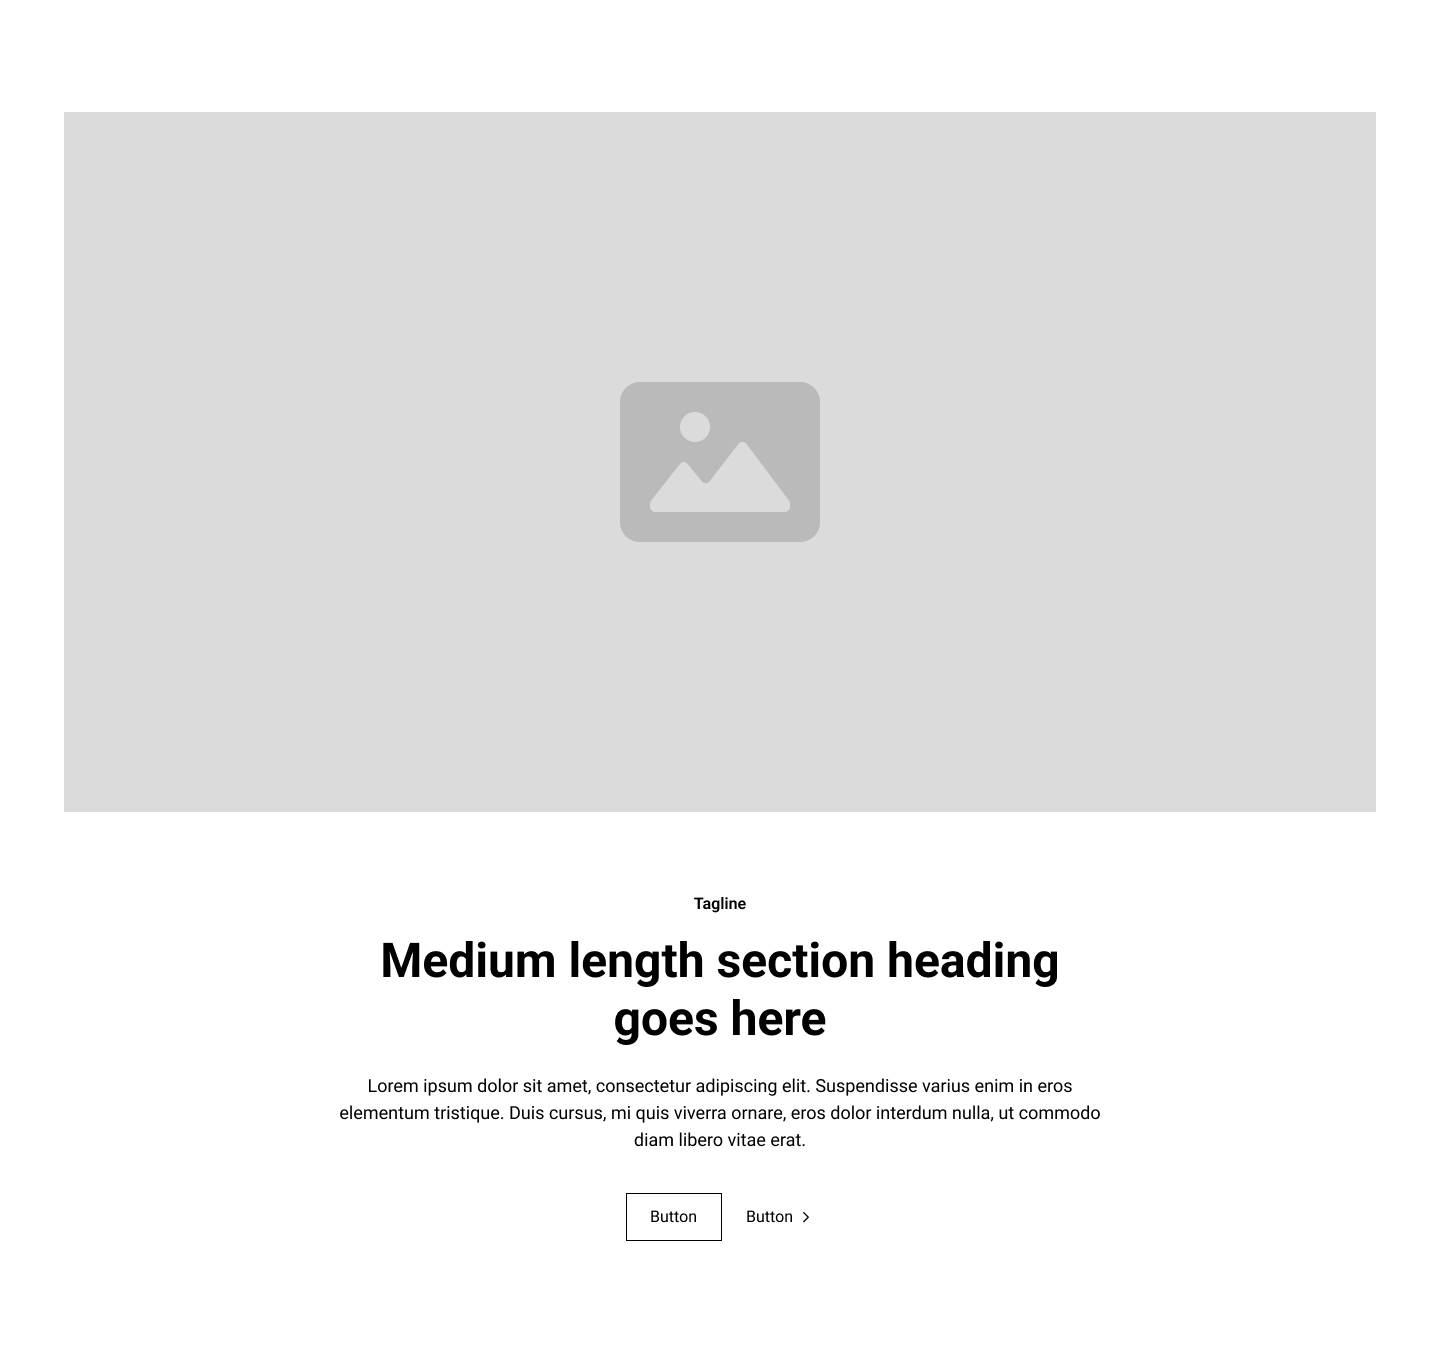 Tagline
Medium length section heading
goes here
Lorem ipsum dolor sit amet, consectetur adipiscing elit. Suspendisse varius enim in eros
elementum tristique. Duis cursus, mi quis viverra ornare, eros dolor interdum nulla, ut commodo
diam libero vitae erat.
Button
Button